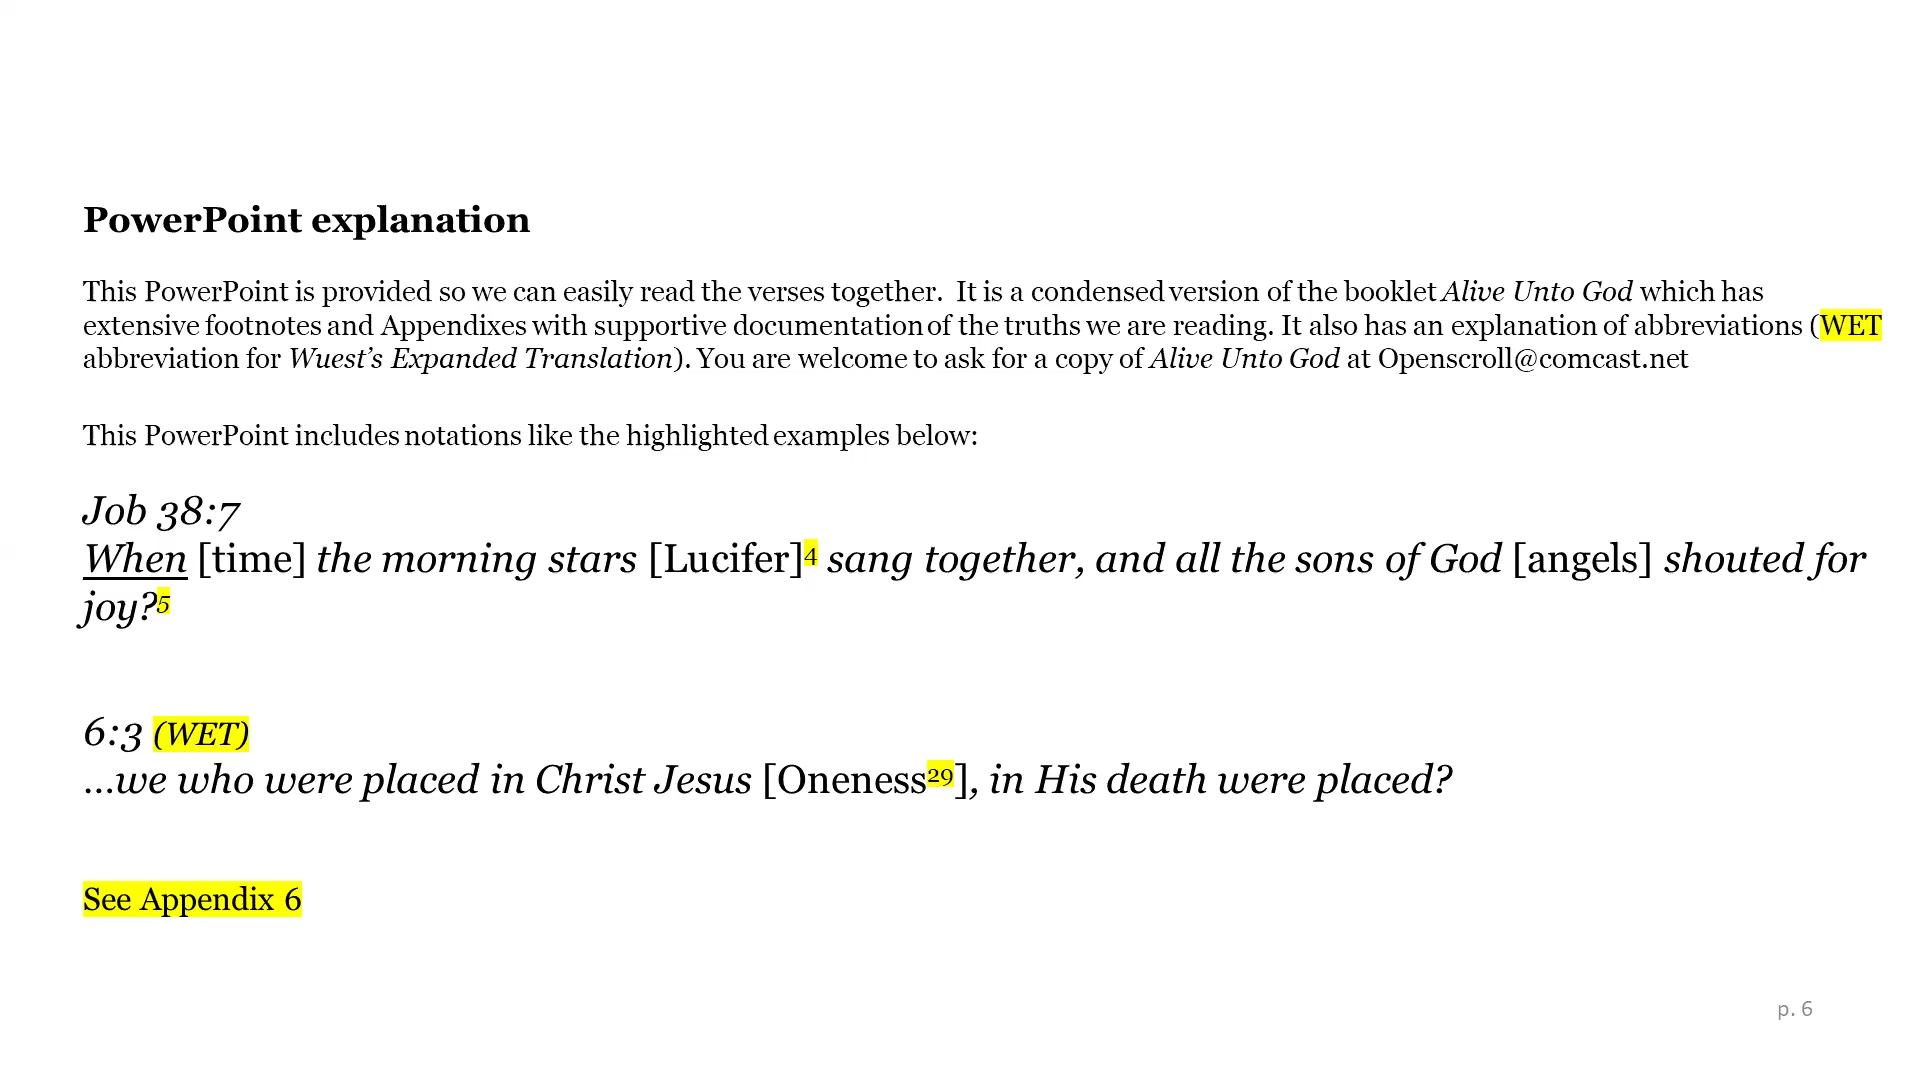 PowerPoint explanation
This PowerPoint is provided so we can easily read the verses together.  It is a condensed version of the booklet Alive Unto God which has
extensive footnotes and Appendixes with supportive documentation of the truths we are reading. It also has an explanation of abbreviations (WET
abbreviation for Wuest’s Expanded Translation). You are welcome to ask for a copy of Alive Unto God at Openscroll@comcast.net
This PowerPoint includes notations like the highlighted examples below:
Job 38:7
When [time] the morning stars [Lucifer]4 sang together, and all the sons of God [angels] shouted for
joy?5
6:3 (WET)
…we who were placed in Christ Jesus [Oneness29], in His death were placed?
See Appendix 6
p. 6